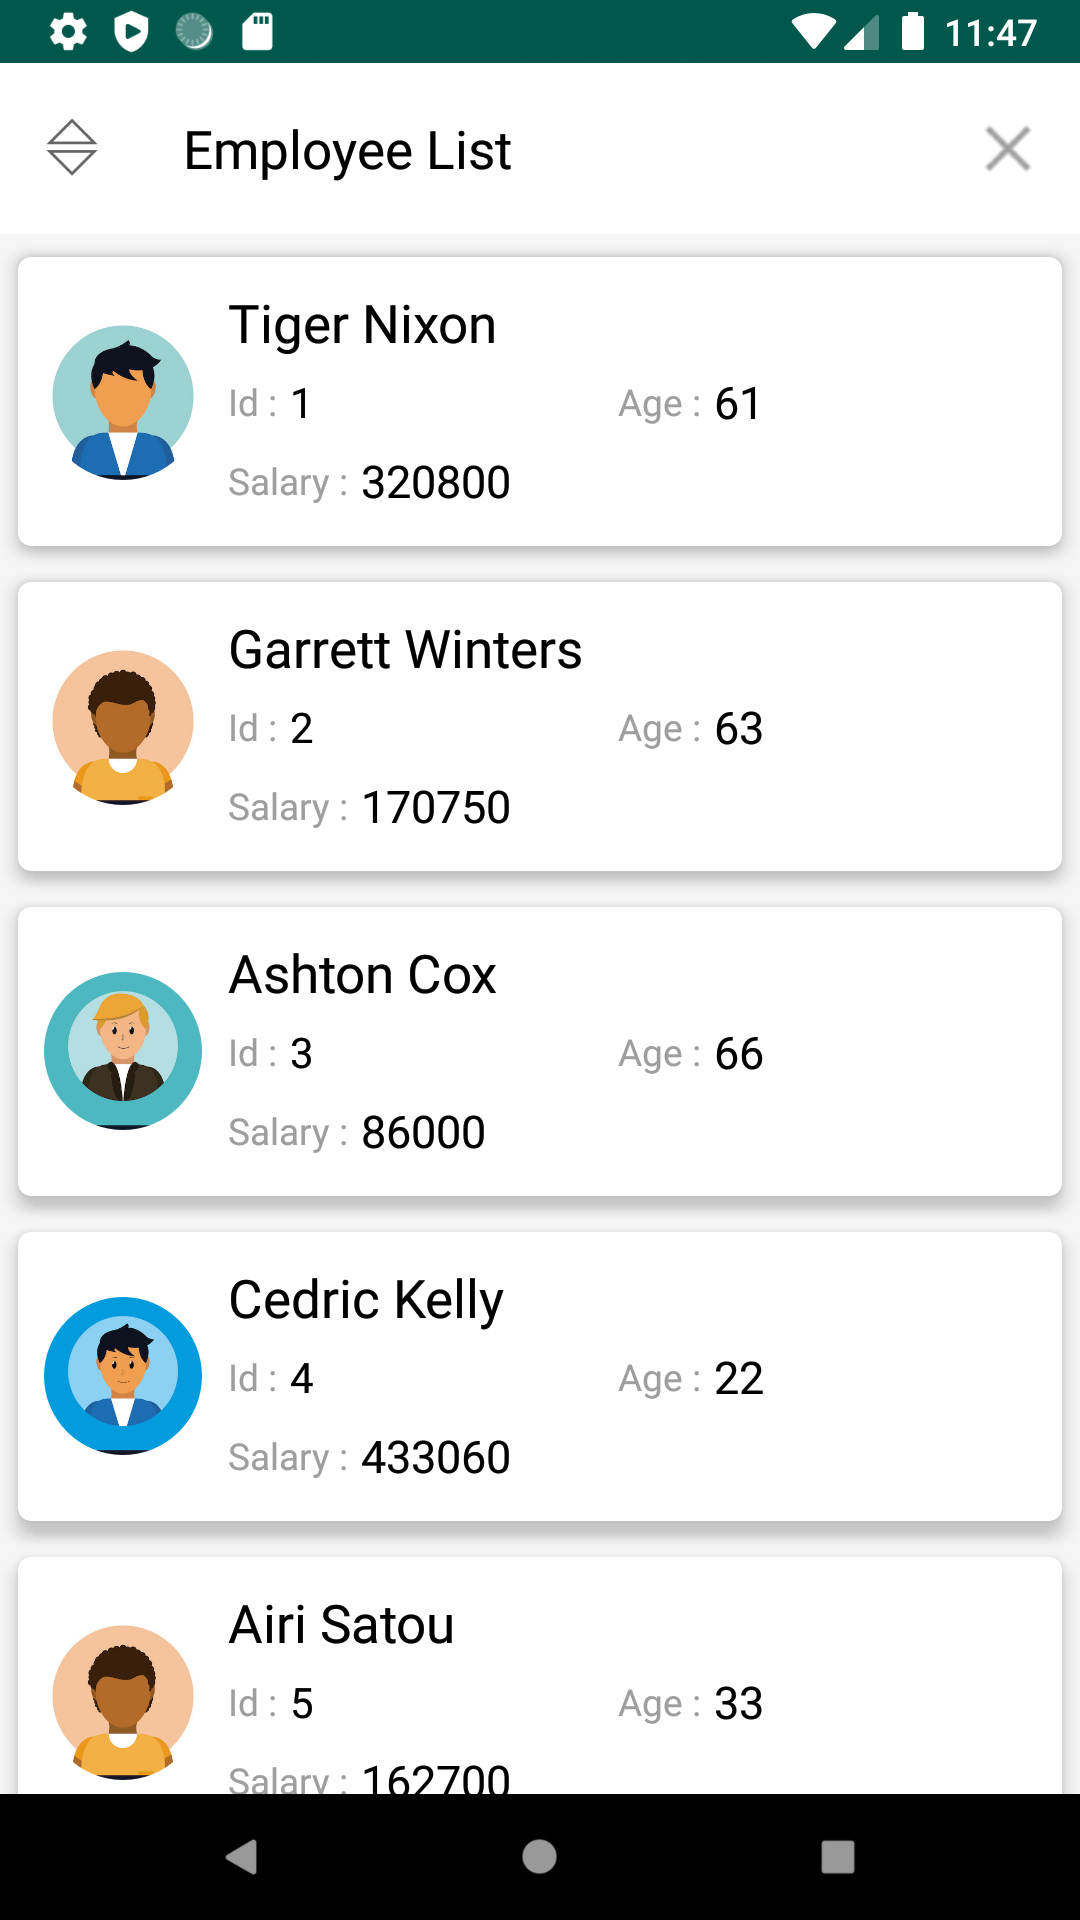 11:47
Employee List
Tiger Nixon
Id : 1 Age : 61
Salary : 320800
Garrett Winters
Id : 2 Age : 63
Salary : 170750
Ashton Cox
Id : 3 Age : 66
Salary : 86000
Cedric Kelly
Id : 4 Age : 22
Salary : 433060
Airi Satou
Id : 5 Age : 33
Salary : 162700